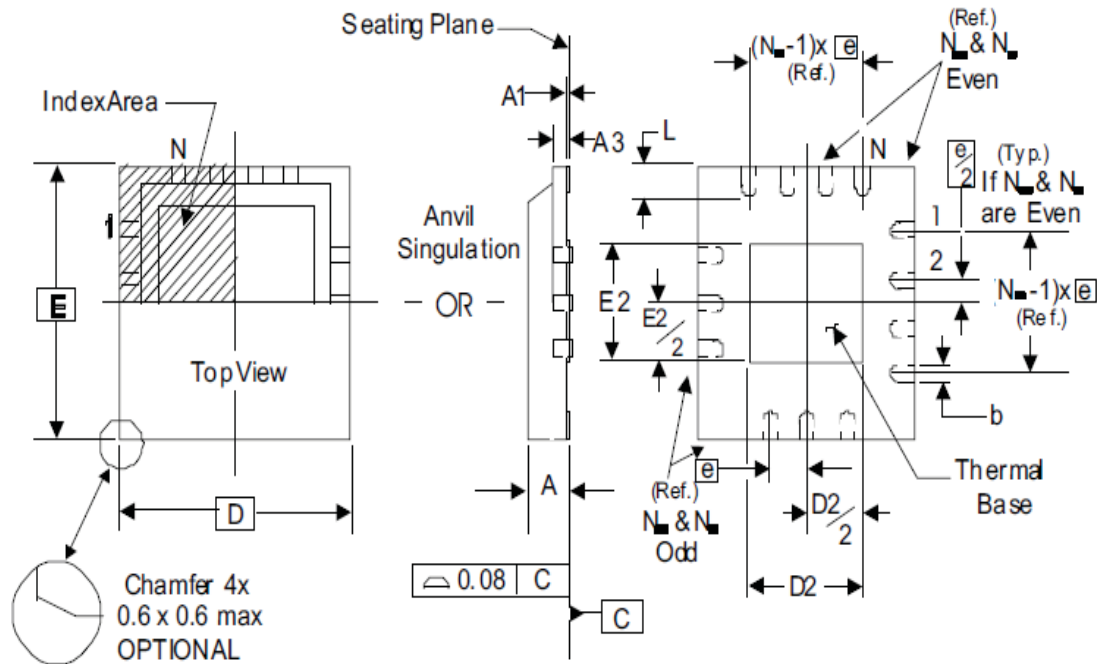 Seating Plane
IndexArea
N
1
E
TopView
D
Chamfer 4x
0.6 x 0.6 max
OPTIONAL
A1
A3
L
Anvil
Singulation
OR
A
⌓ 0.08 C
C
(N -1)x e
(Ref.)
(Ref.)
N & N
Even
N
e/2
(Typ.)
If N & N
are Even
1
2
(N -1)x e
(Ref.)
E2
E2/2
b
e
(Ref.)
N & N
Odd
D2/2
D2
Thermal
Base